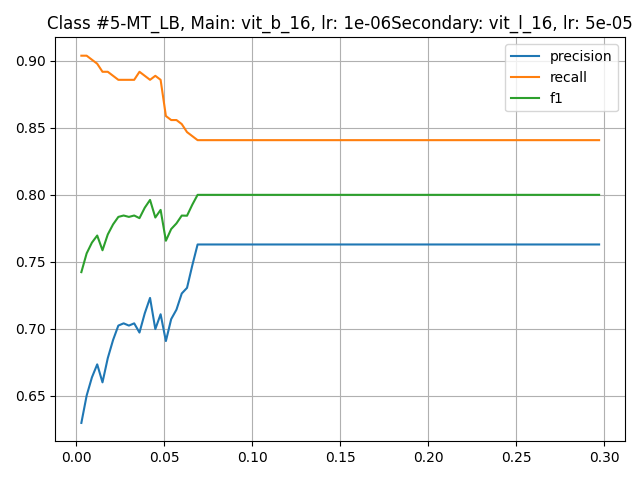 Class #5-MT_LB, Main: vit_b_16, lr: 1e-06Secondary: vit_l_16, lr: 5e-05
precision
recall
f1
0.90
0.85
0.80
0.75
0.70
0.65
0.00 0.05 0.10 0.15 0.20 0.25 0.30